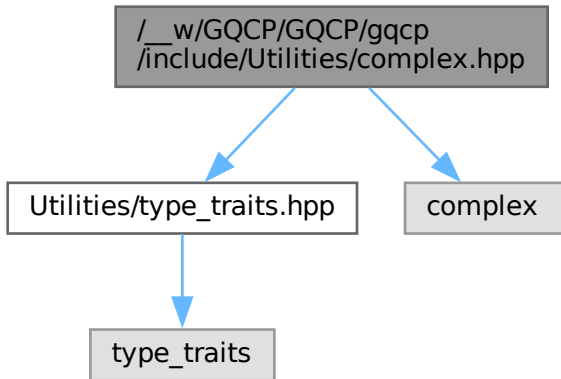 /__w/GQCP/GQCP/gqcp
/include/Utilities/complex.hpp
Utilities/type_traits.hpp
complex
type_traits